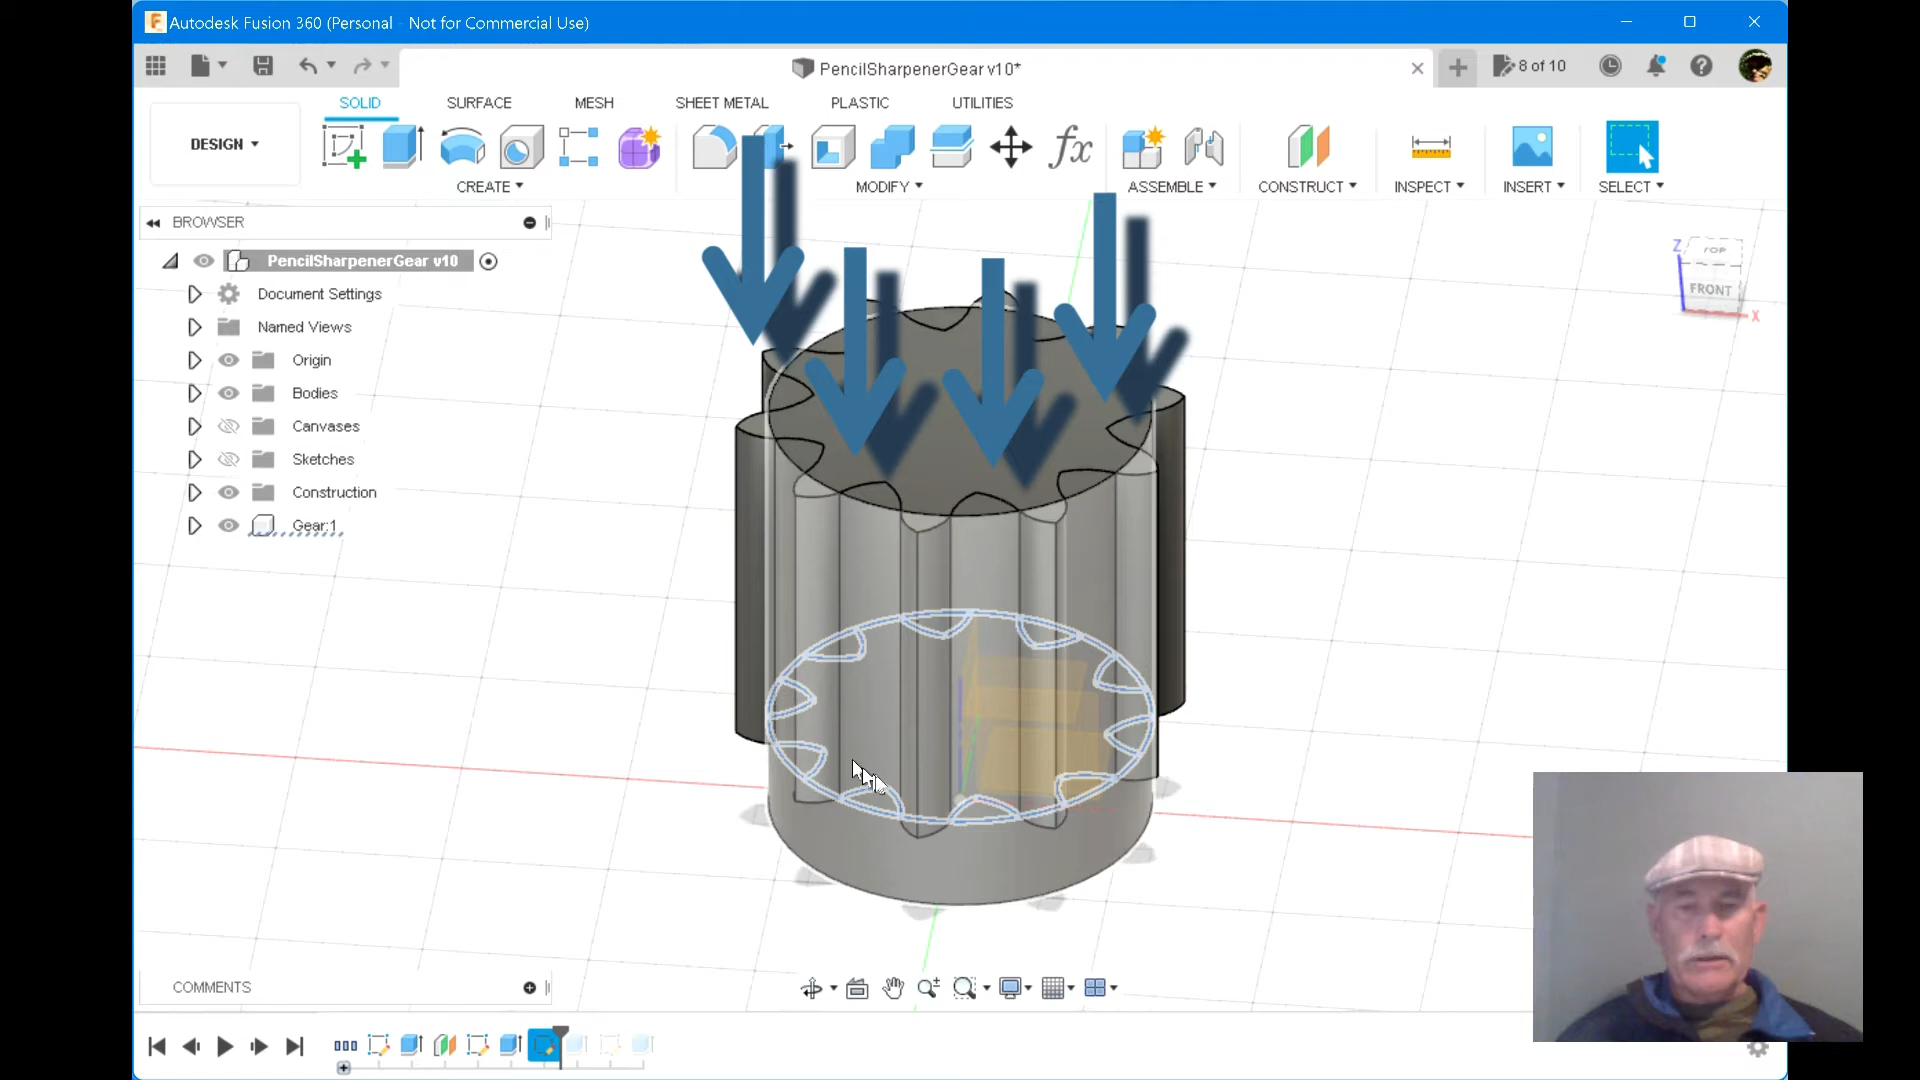 Autodesk Fusion 360 (Personal - Not for Commercial Use)
PencilSharpenerGear v10*
8 of 10
DESIGN
SOLID SURFACE MESH SHEET METAL PLASTIC UTILITIES
CREATE MODIFY ASSEMBLE CONSTRUCT INSPECT INSERT SELECT
BROWSER
PencilSharpenerGear v10
Document Settings
Named Views
Origin
Bodies
Canvases
Sketches
Construction
Gear:1
Z
TOP
FRONT
X
COMMENTS